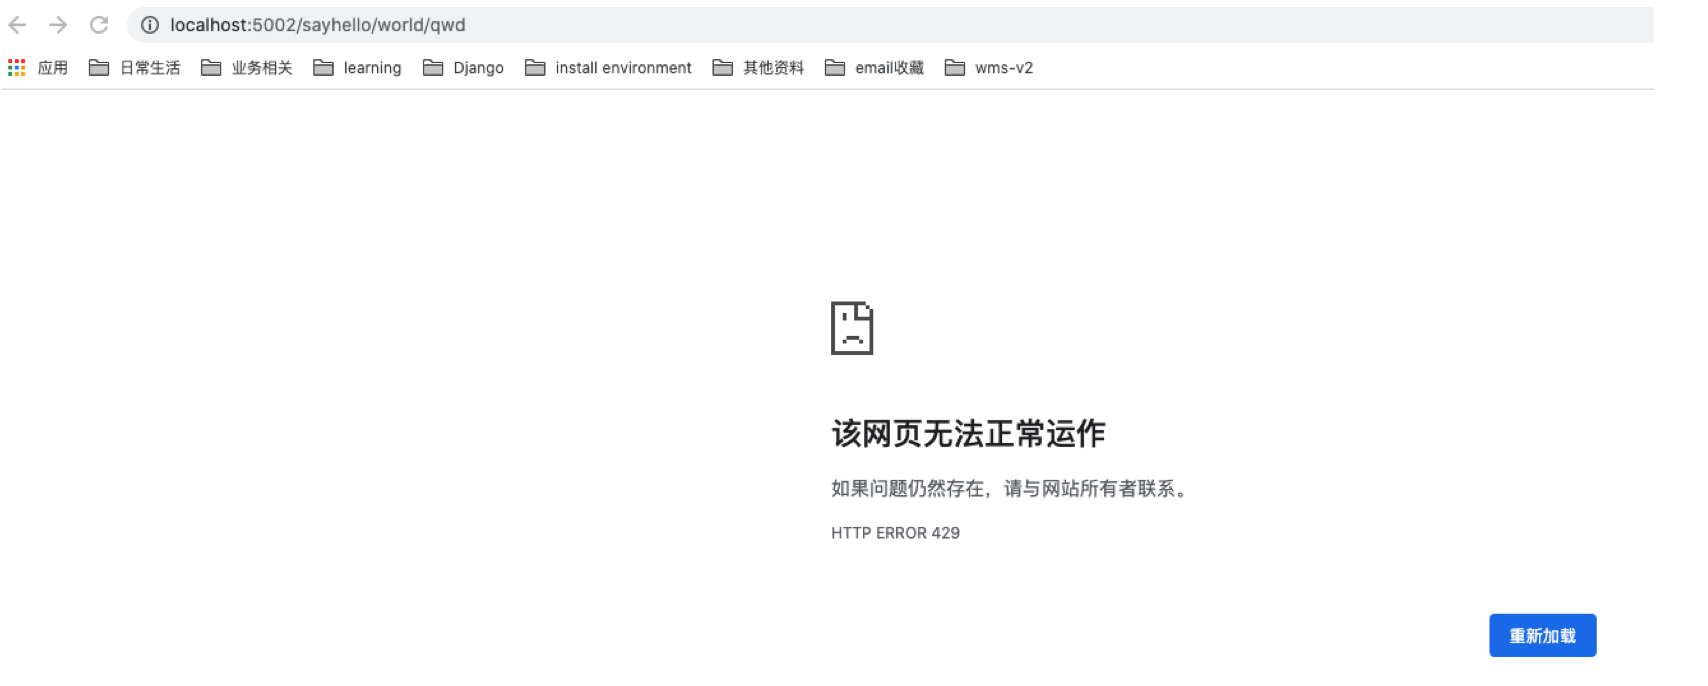 localhost:5002/sayhello/world/qwd
应用 日常生活 业务相关 learning Django install environment 其他资料 email收藏 wms-v2
该网页无法正常运作
如果问题仍然存在，请与网站所有者联系。
HTTP ERROR 429
重新加载